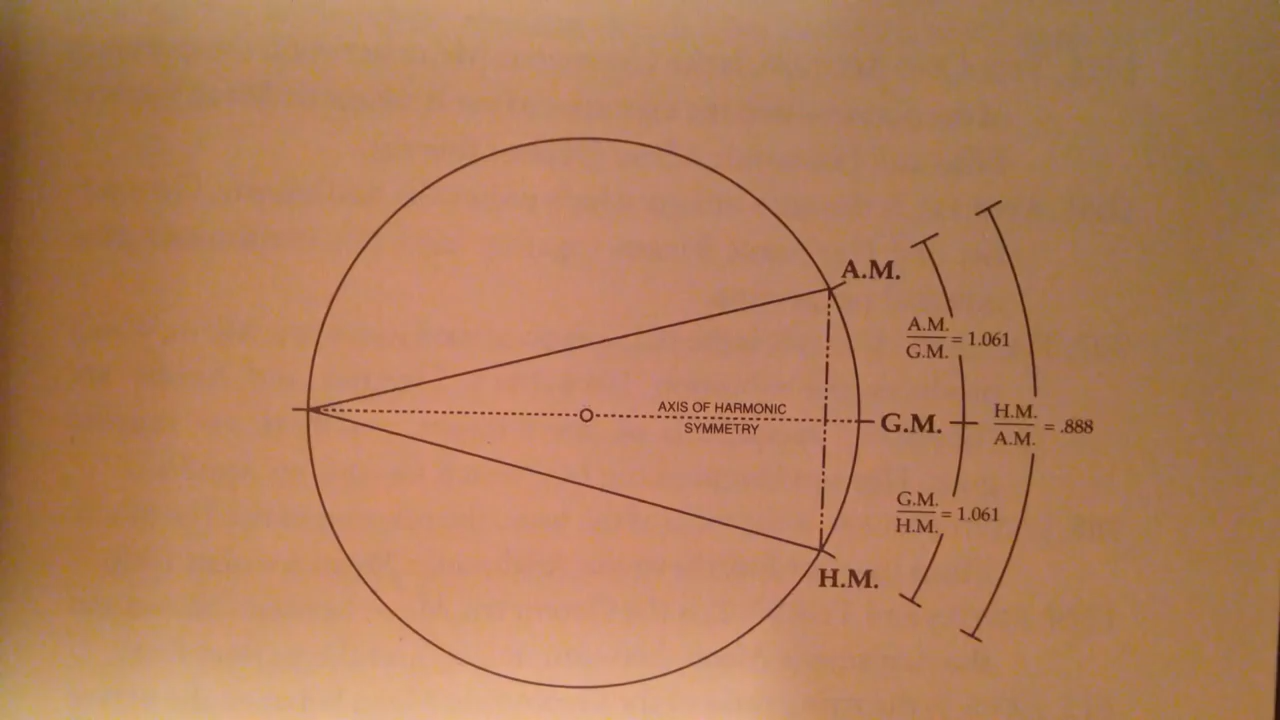 A.M.
A.M.
G.M. = 1.061
AXIS OF HARMONIC
SYMMETRY
G.M.
H.M.
A.M. = .888
G.M.
H.M. = 1.061
H.M.